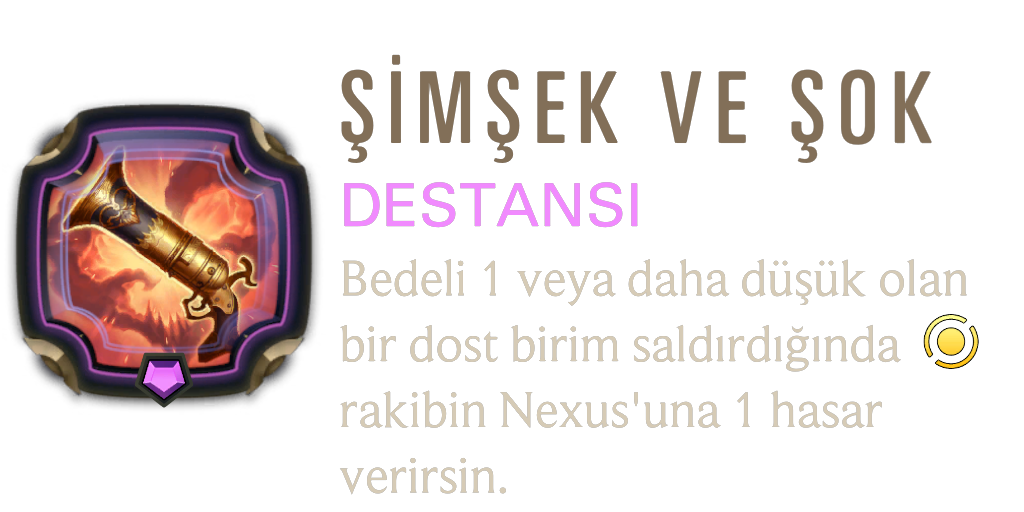 ŞİMŞEK VE ŞOK
DESTANSI
Bedeli 1 veya daha düşük olan
bir dost birim saldırdığında
rakibin Nexus'una 1 hasar
verirsin.